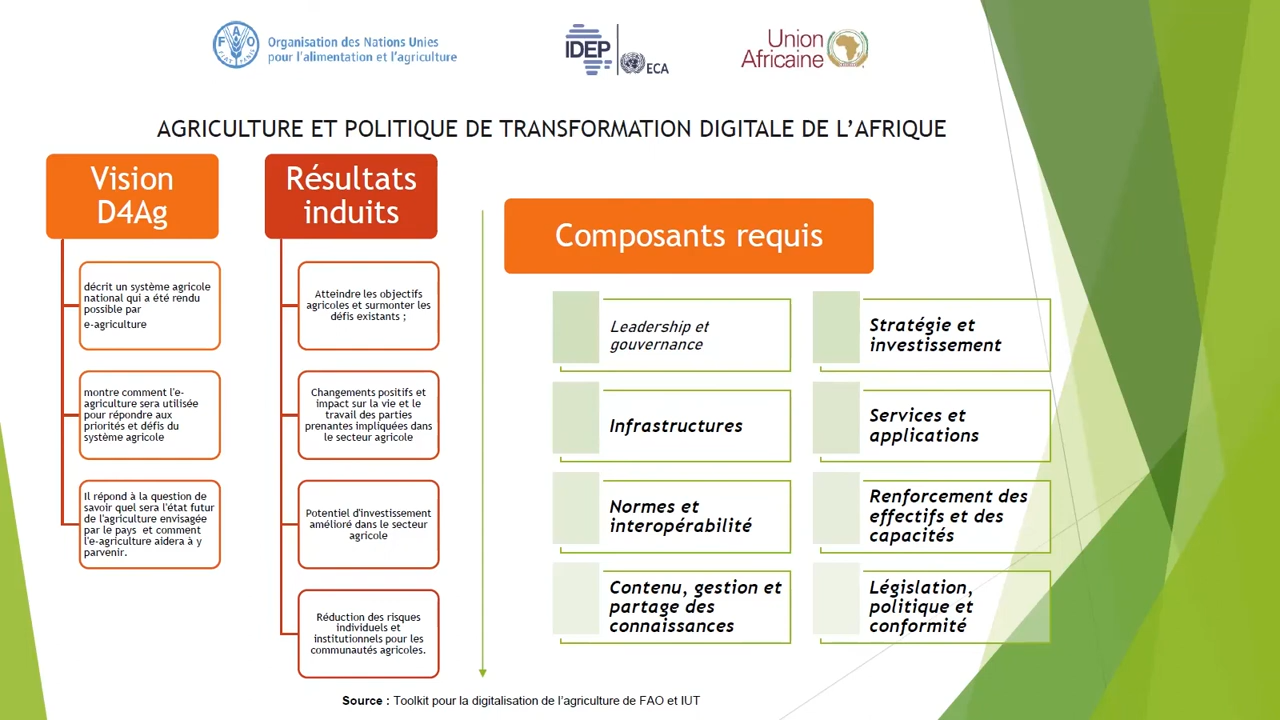 Organisation des Nations Unies
pour l'alimentation et l'agriculture
IDEP
ECA
Union
Africaine
AGRICULTURE ET POLITIQUE DE TRANSFORMATION DIGITALE DE L'AFRIQUE
Vision
D4Ag
décrit un système agricole
national qui a été rendu
possible par
e-agriculture
montre comment l'e-
agriculture sera utilisée
pour répondre aux
priorités et défis du
système agricole
Il répond à la question de
savoir quel sera l'état futur
de l'agriculture envisagée
par le pays et comment
l'e-agriculture aidera à y
parvenir.
Résultats
induits
Atteindre les objectifs
agricoles et surmonter les
défis existants ;
Changements positifs et
impact sur la vie et le
travail des parties
prenantes impliquées dans
le secteur agricole
Potentiel d'investissement
amélioré dans le secteur
agricole
Réduction des risques
individuels et
institutionnels pour les
communautés agricoles.
Composants requis
Leadership et
gouvernance
Stratégie et
investissement
Infrastructures
Services et
applications
Normes et
interopérabilité
Renforcement des
effectifs et des
capacités
Contenu, gestion et
partage des
connaissances
Législation,
politique et
conformité
Source : Toolkit pour la digitalisation de l'agriculture de FAO et IUT